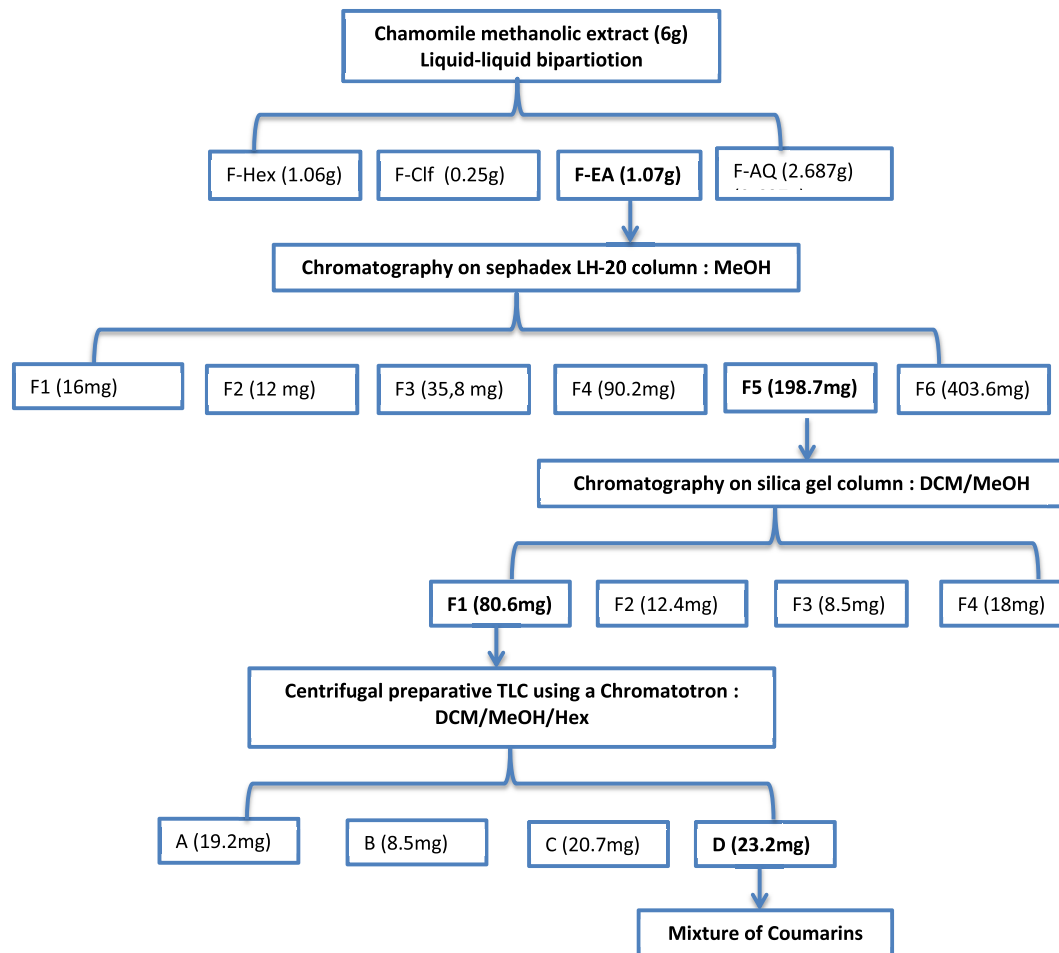 Chamomile methanolic extract (6g)
Liquid-liquid bipartiotion
F-Hex (1.06g)
F-Clf (0.25g)
F-EA (1.07g)
F-AQ (2.687g)
Chromatography on sephadex LH-20 column : MeOH
F1 (16mg)
F2 (12 mg)
F3 (35,8 mg)
F4 (90.2mg)
F5 (198.7mg)
F6 (403.6mg)
Chromatography on silica gel column : DCM/MeOH
F1 (80.6mg)
F2 (12.4mg)
F3 (8.5mg)
F4 (18mg)
Centrifugal preparative TLC using a Chromatotron :
DCM/MeOH/Hex
A (19.2mg)
B (8.5mg)
C (20.7mg)
D (23.2mg)
Mixture of Coumarins